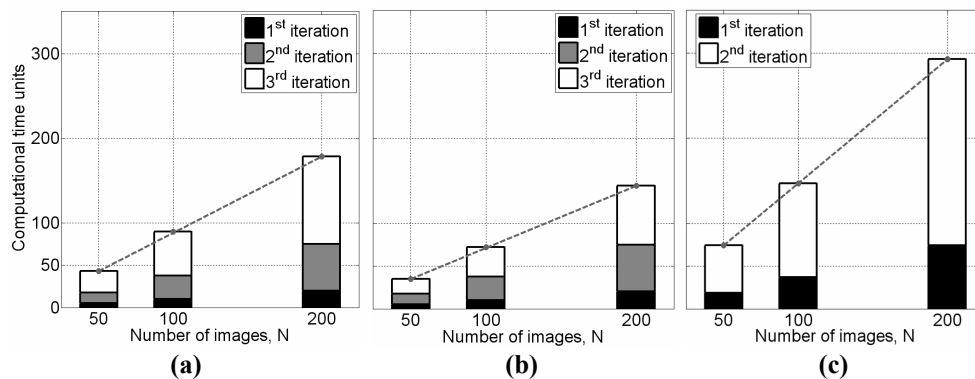 Computational time units
300
200
100
50
0
1st iteration
2nd iteration
3rd iteration
50 100 200
Number of images, N
(a)
1st iteration
2nd iteration
3rd iteration
50 100 200
Number of images, N
(b)
1st iteration
2nd iteration
50 100 200
Number of images, N
(c)